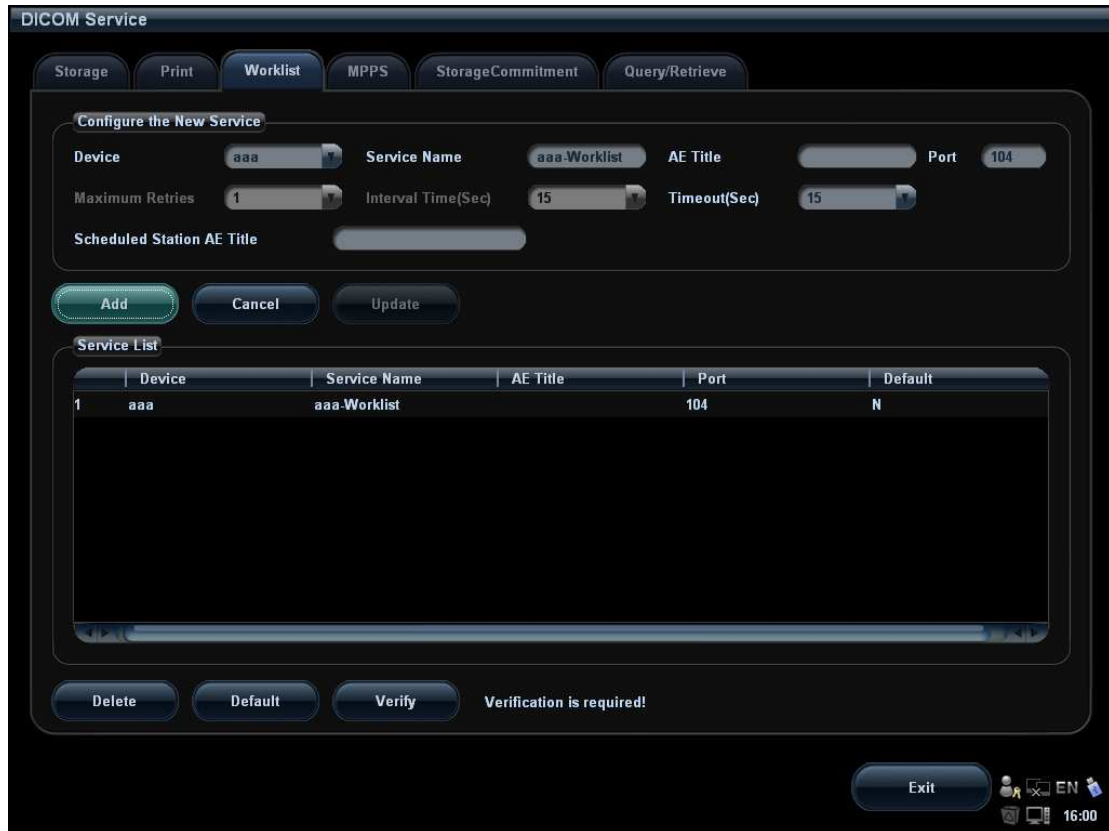 DICOM Service
Storage Print Worklist MPPS StorageCommitment Query/Retrieve
Configure the New Service
Device aaa Service Name aaa-Worklist AE Title Port 104
Maximum Retries 1 Interval Time(Sec) 15 Timeout(Sec) 15
Scheduled Station AE Title
Add Cancel Update
Service List
Device Service Name AE Title Port Default
1 aaa aaa-Worklist 104 N
Delete Default Verify Verification is required!
Exit EN
16:00